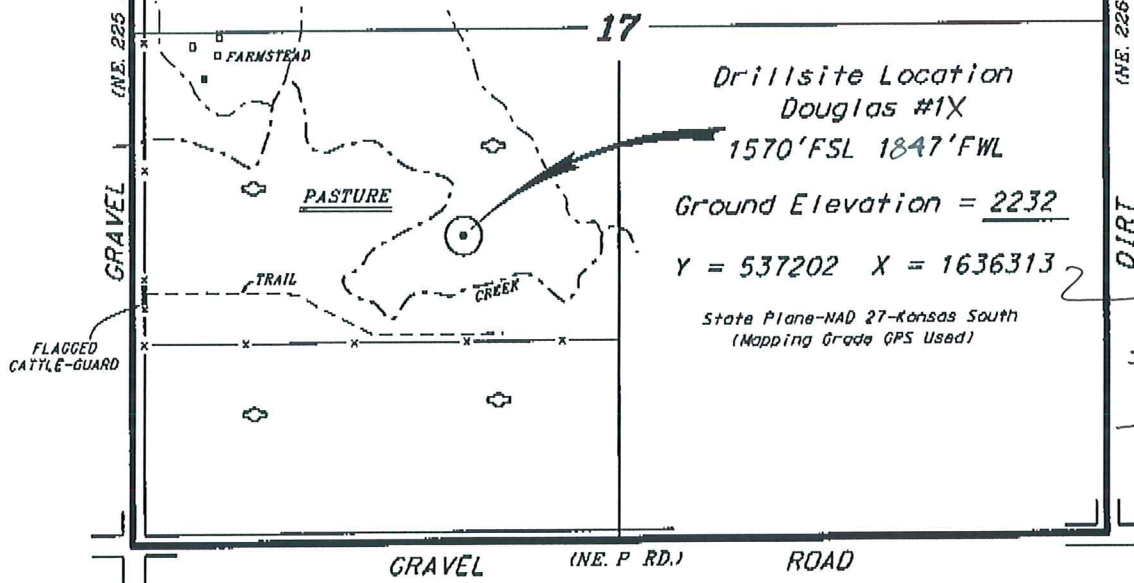 17
(NE. 225
(NE. 226
FARMSTEAD
Drillsite Location
Douglas #1X
1570'FSL 1847'FWL
PASTURE
Ground Elevation = 2232
GRAVEL
DIRT
Y = 537202 X = 1636313
TRAIL
CREEK
State Plane-NAD 27-Kansas South
(Mapping Grade GPS Used)
FLAGGED
CATTLE-GUARD
GRAVEL (NE. P RD.) ROAD